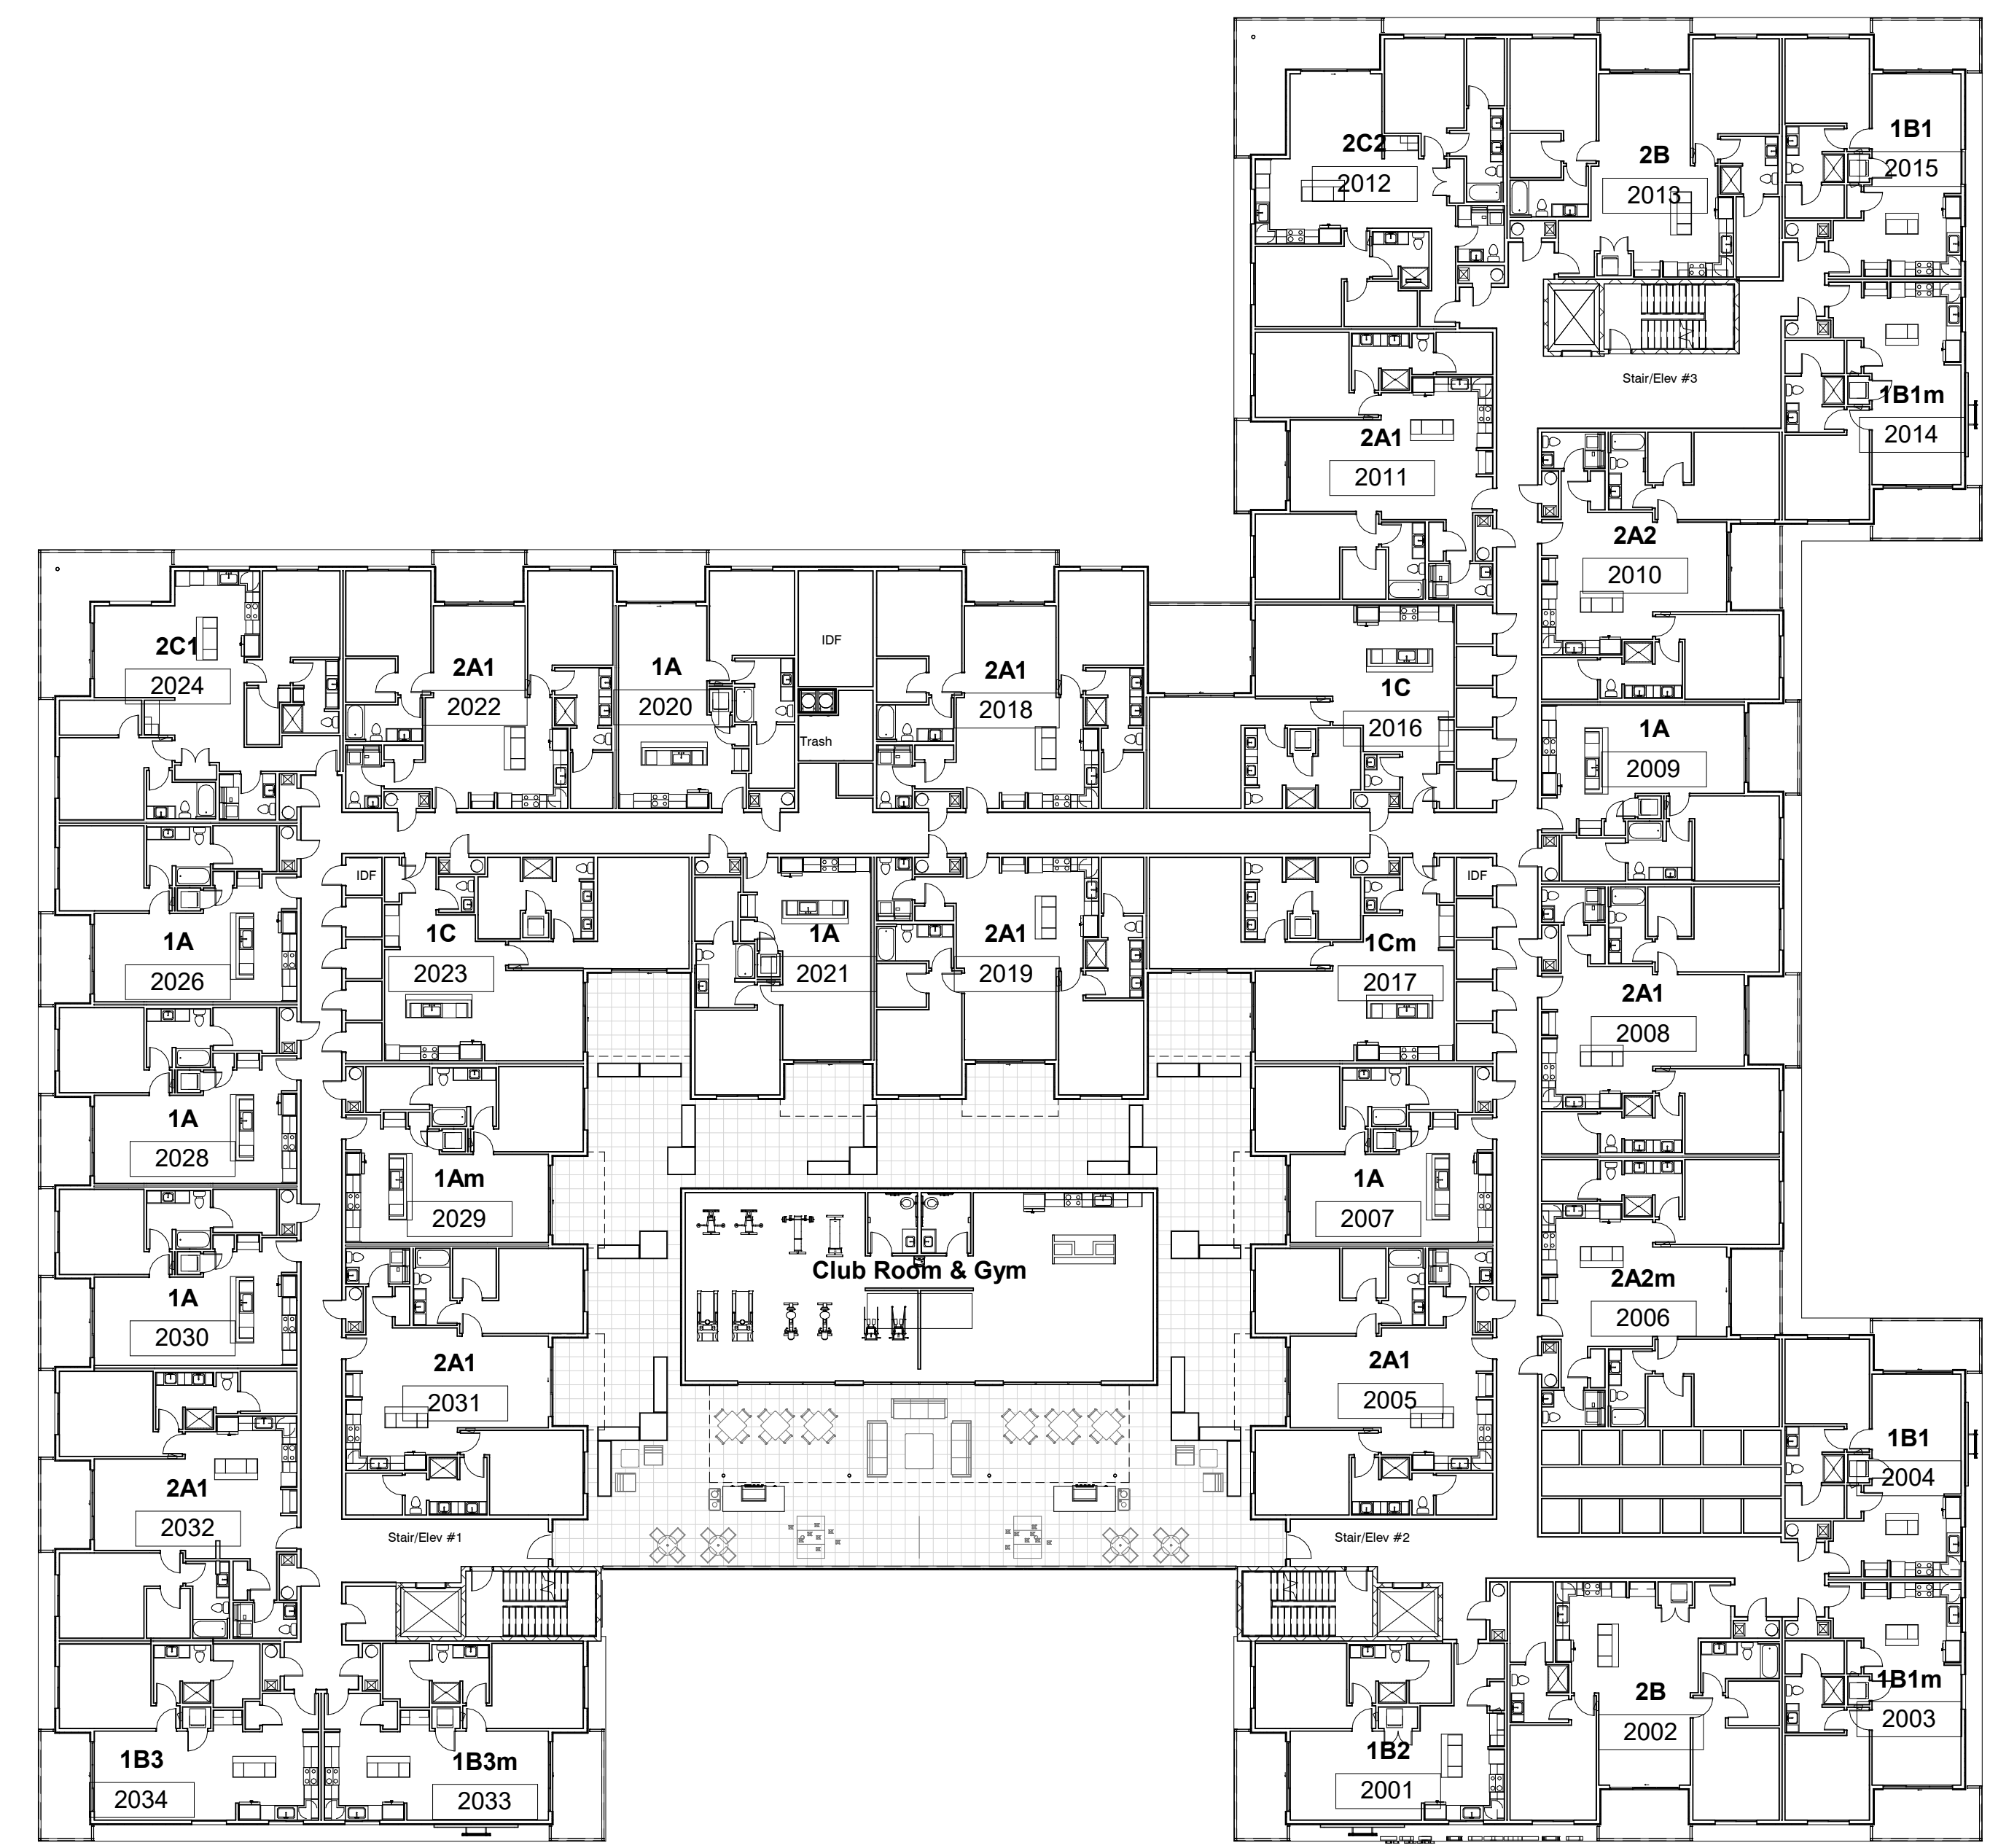 1B1
2C2
2B
2015
2012
2013
Stair/Elev #3
1B1m
2014
2A1
2011
2A2
2010
IDF
2C1
2A1
1A
2A1
1C
2024
2022
2020
2018
2016
Trash
1A
2009
IDF
IDF
1C
1A
2A1
1Cm
1A
2023
2021
2019
2017
2026
2A1
2008
1A
2028
1Am
2029
1A
2007
Club Room & Gym
1A
2030
2A2m
2006
2A1
2031
2A1
2005
1B1
2004
2A1
2032
Stair/Elev #1
Stair/Elev #2
1B3
2034
1B3m
2033
1B2
2001
2B
2002
1B1m
2003